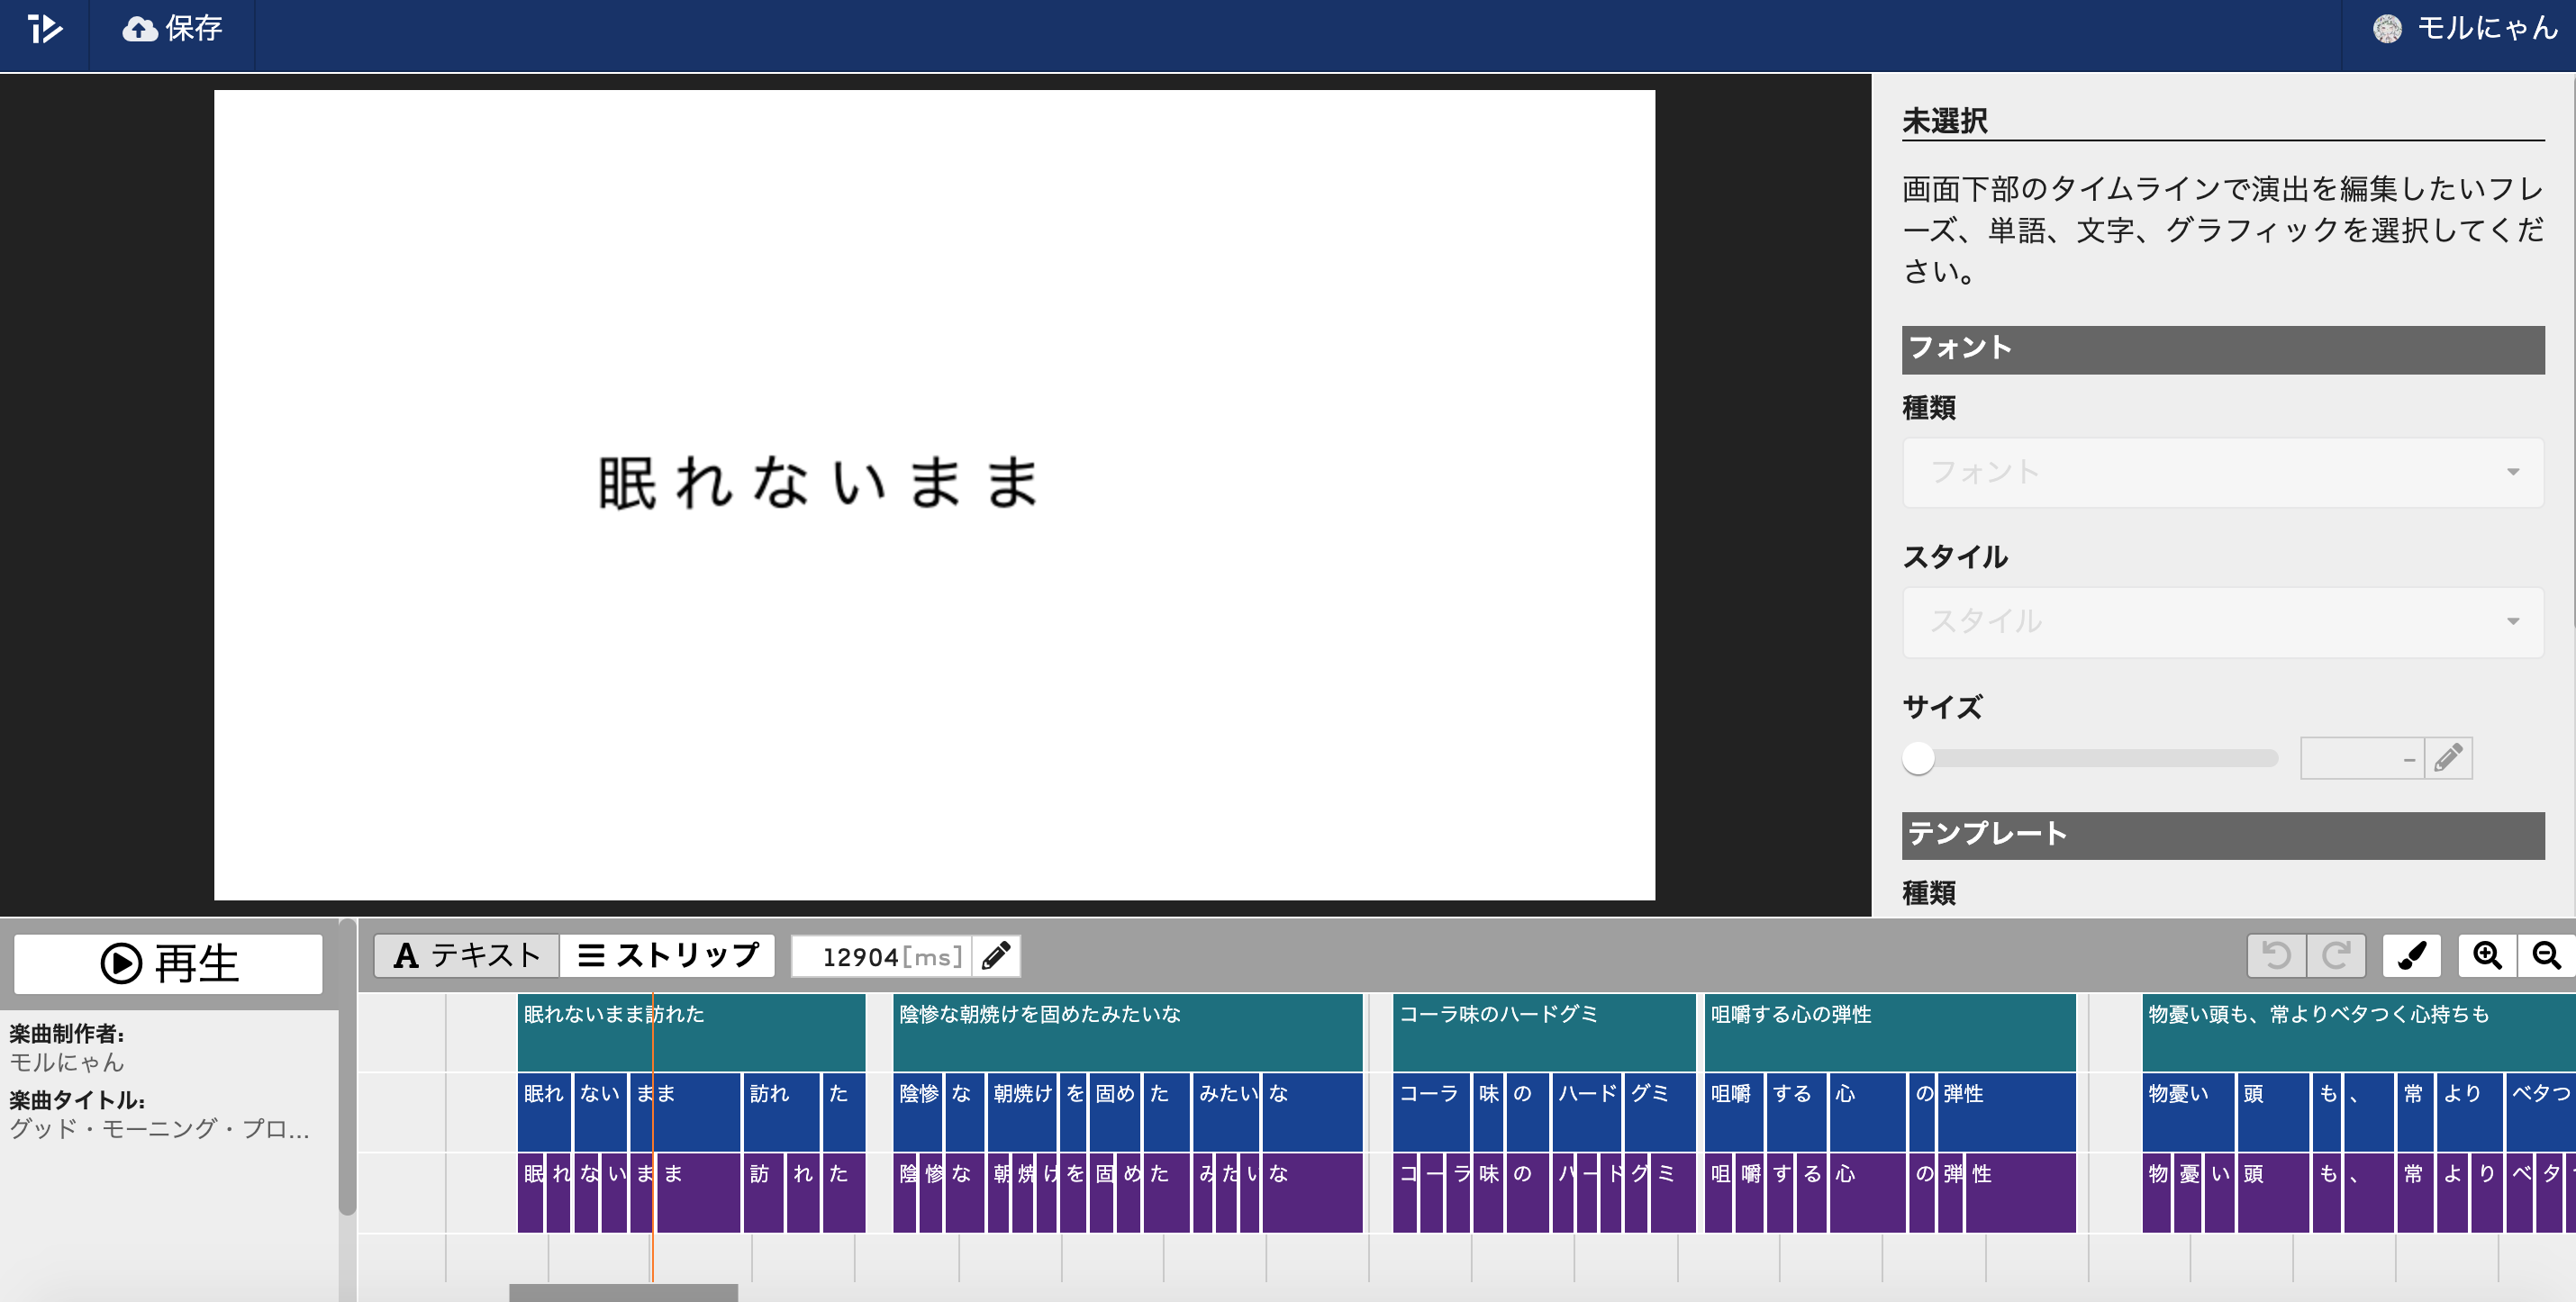 保存
モルにゃん
眠れないまま
未選択
画面下部のタイムラインで演出を編集したいフレ
ーズ、単語、文字、グラフィックを選択してくだ
さい。
フォント
種類
フォント
スタイル
スタイル
サイズ
-
テンプレート
種類
再生
A テキスト
ストリップ
12904[ms]
楽曲制作者:
モルにゃん
楽曲タイトル:
グッド・モーニング・プロ...
眠れないまま訪れた 陰惨な朝焼けを固めたみたいな コーラ味のハードグミ 咀嚼する心の弾性 物憂い頭も、常よりベタつく心持ちも
眠れ ない まま 訪れ た 陰惨 な 朝焼け を 固め た みたい な コーラ 味 の ハード グミ 咀嚼 する 心 の 弾性 物憂い 頭 も 、 常 より ベタつ
眠 れ な い ま ま 訪 れ た 陰 惨 な 朝 焼 け を 固 め た み た い な コ ー ラ 味 の ハ ー ド グ ミ 咀 嚼 す る 心 の 弾 性 物 憂 い 頭 も 、 常 よ り ベ タ